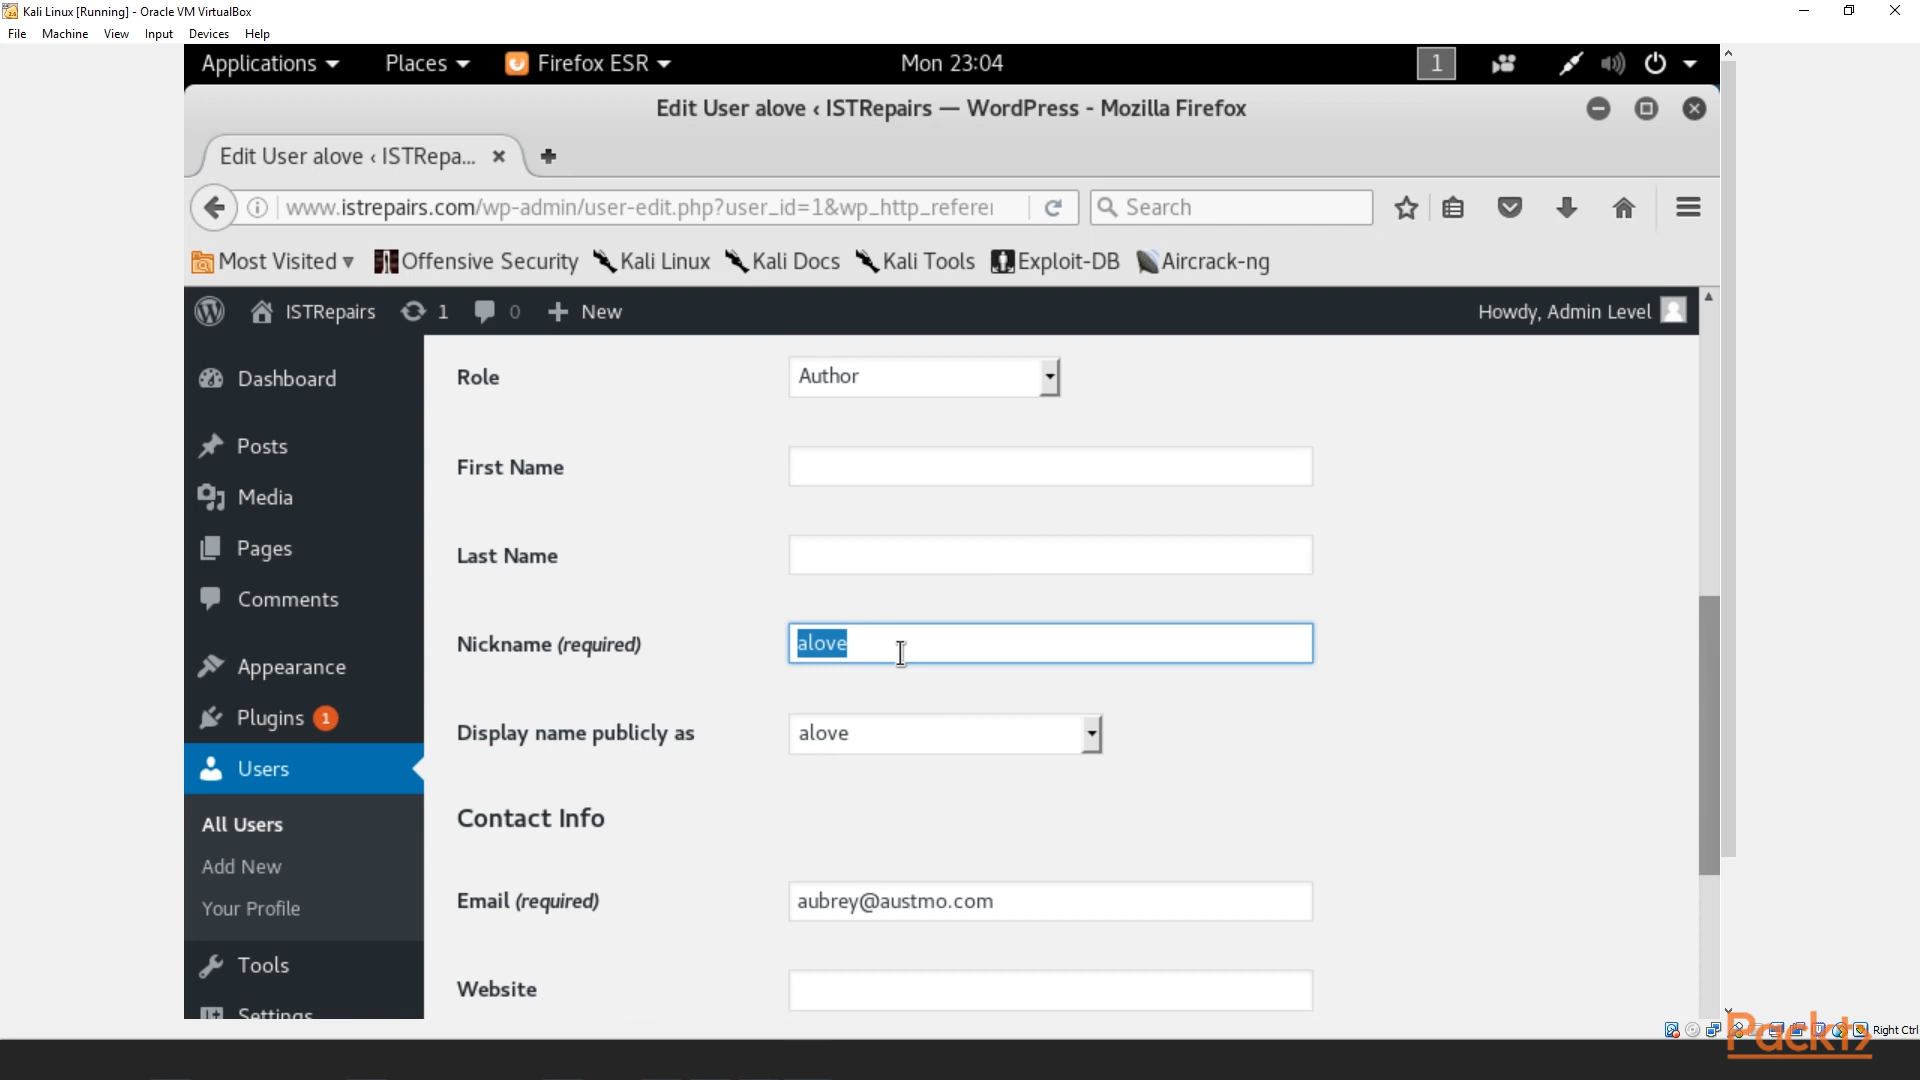 Kali Linux [Running] - Oracle VM VirtualBox
File Machine View Input Devices Help
Applications Places Firefox ESR Mon 23:04 1
Edit User alove ‹ ISTRepairs — WordPress - Mozilla Firefox
Edit User alove ‹ ISTRepa...
www.istrepairs.com/wp-admin/user-edit.php?user_id=1&wp_http_refere Search
Most Visited Offensive Security Kali Linux Kali Docs Kali Tools Exploit-DB Aircrack-ng
ISTRepairs 1 0 New Howdy, Admin Level
Dashboard
Posts
Media
Pages
Comments
Appearance
Plugins 1
Users
All Users
Add New
Your Profile
Tools
Settings
Role Author
First Name
Last Name
Nickname (required) alove
Display name publicly as alove
Contact Info
Email (required) aubrey@austmo.com
Website
Right Ctrl
Packt